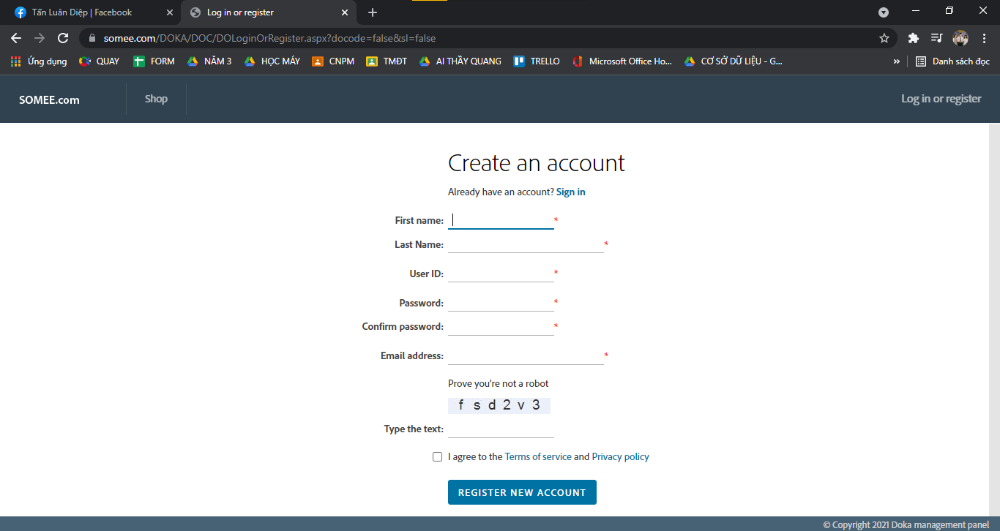 Tấn Luân Diệp | Facebook
Log in or register
somee.com/DOKA/DOC/DOLoginOrRegister.aspx?docode=false&sl=false
Ứng dụng QUAY FORM NĂM 3 HỌC MÁY CNPM TMĐT AI THẦY QUANG TRELLO Microsoft Office Ho... CƠ SỞ DỮ LIỆU - G... » Danh sách đọc
SOMEE.com Shop Log in or register
Create an account
Already have an account? Sign in
First name: *
Last Name: *
User ID: *
Password: *
Confirm password: *
Email address: *
Prove you're not a robot
f s d 2 v 3
Type the text:
I agree to the Terms of service and Privacy policy
REGISTER NEW ACCOUNT
© Copyright 2021 Doka management panel